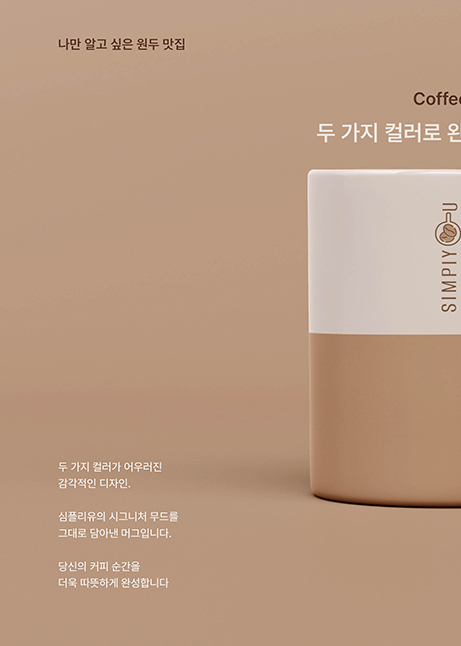 나만 알고 싶은 원두 맛집
Coffee
두 가지 컬러로
SIMPIY U
두 가지 컬러가 어우러진
감각적인 디자인.
심플리유의 시그니처 무드를
그대로 담아낸 머그입니다.
당신의 커피 순간을
더욱 따뜻하게 완성합니다